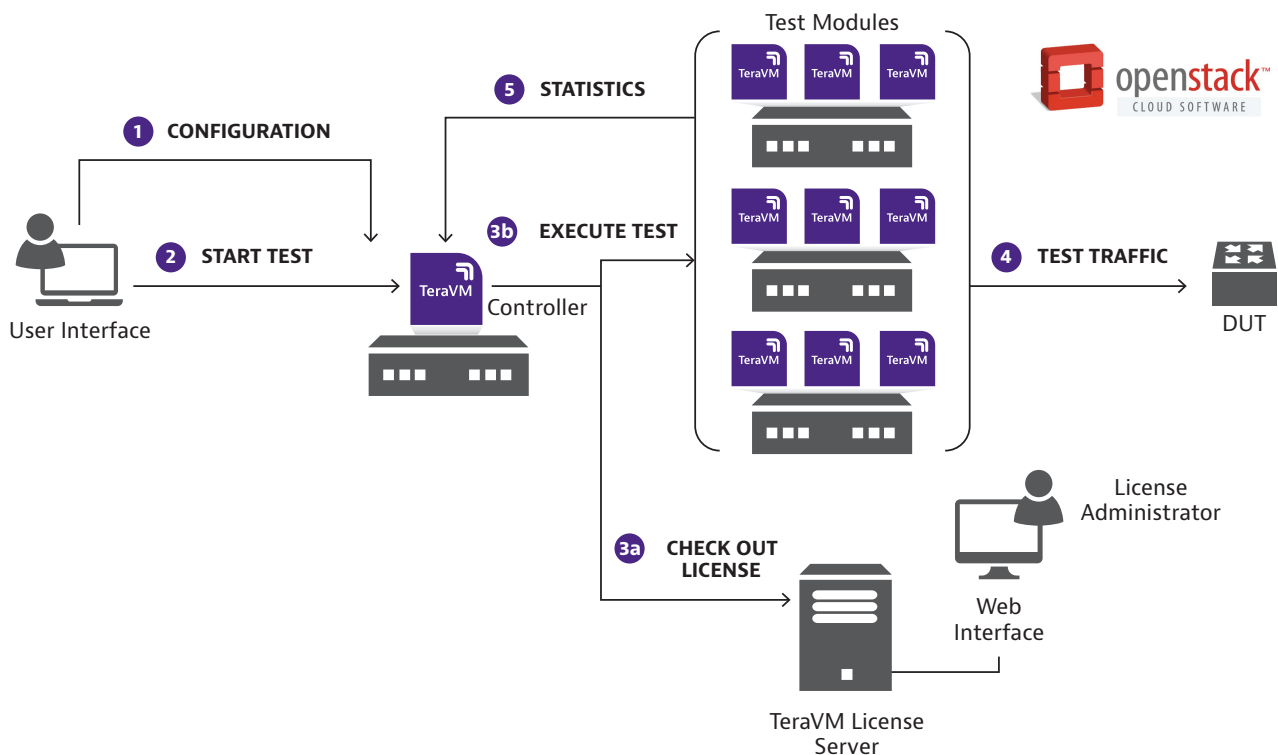 Test Modules
TeraVM TeraVM TeraVM
openstack™
CLOUD SOFTWARE
5 STATISTICS
1 CONFIGURATION
TeraVM TeraVM TeraVM
3b EXECUTE TEST
2 START TEST
4 TEST TRAFFIC
TeraVM
Controller
User Interface
DUT
TeraVM TeraVM TeraVM
License
Administrator
3a CHECK OUT
LICENSE
Web
Interface
TeraVM License
Server